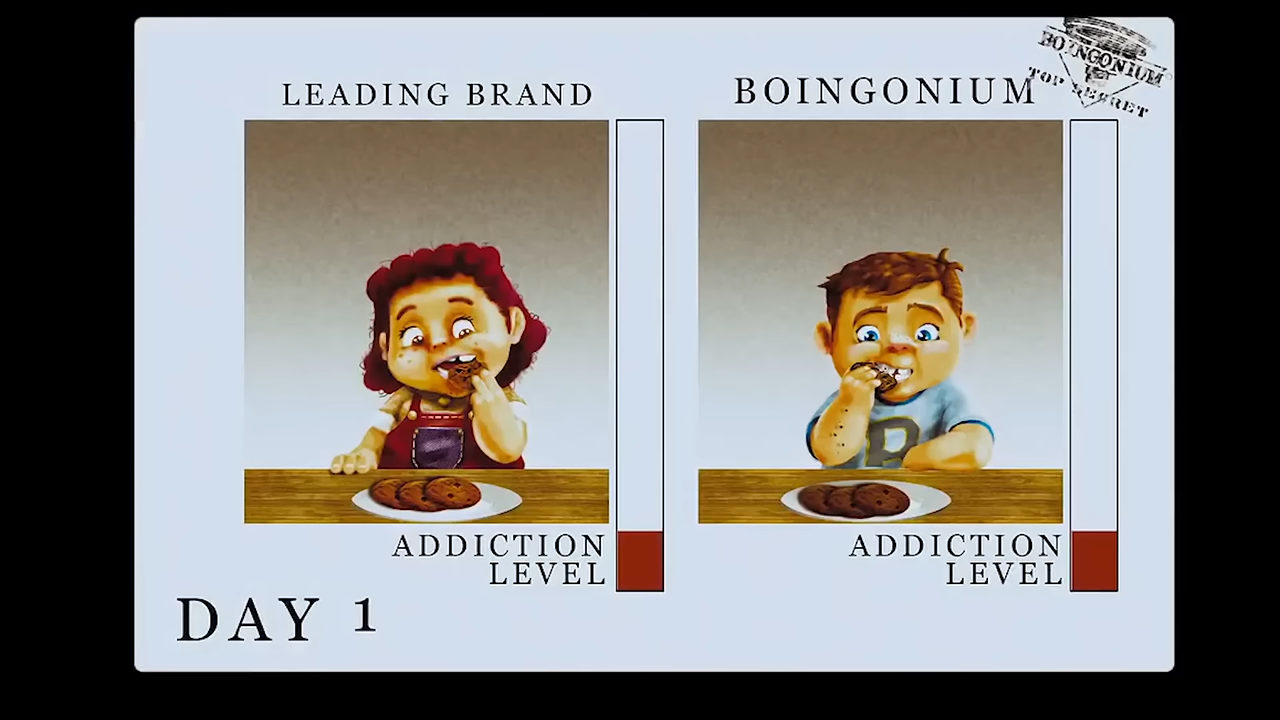 LEADING BRAND
BOINGONIUM
BOINGONIUM
TOP SECRET
B
ADDICTION
LEVEL
ADDICTION
LEVEL
DAY 1